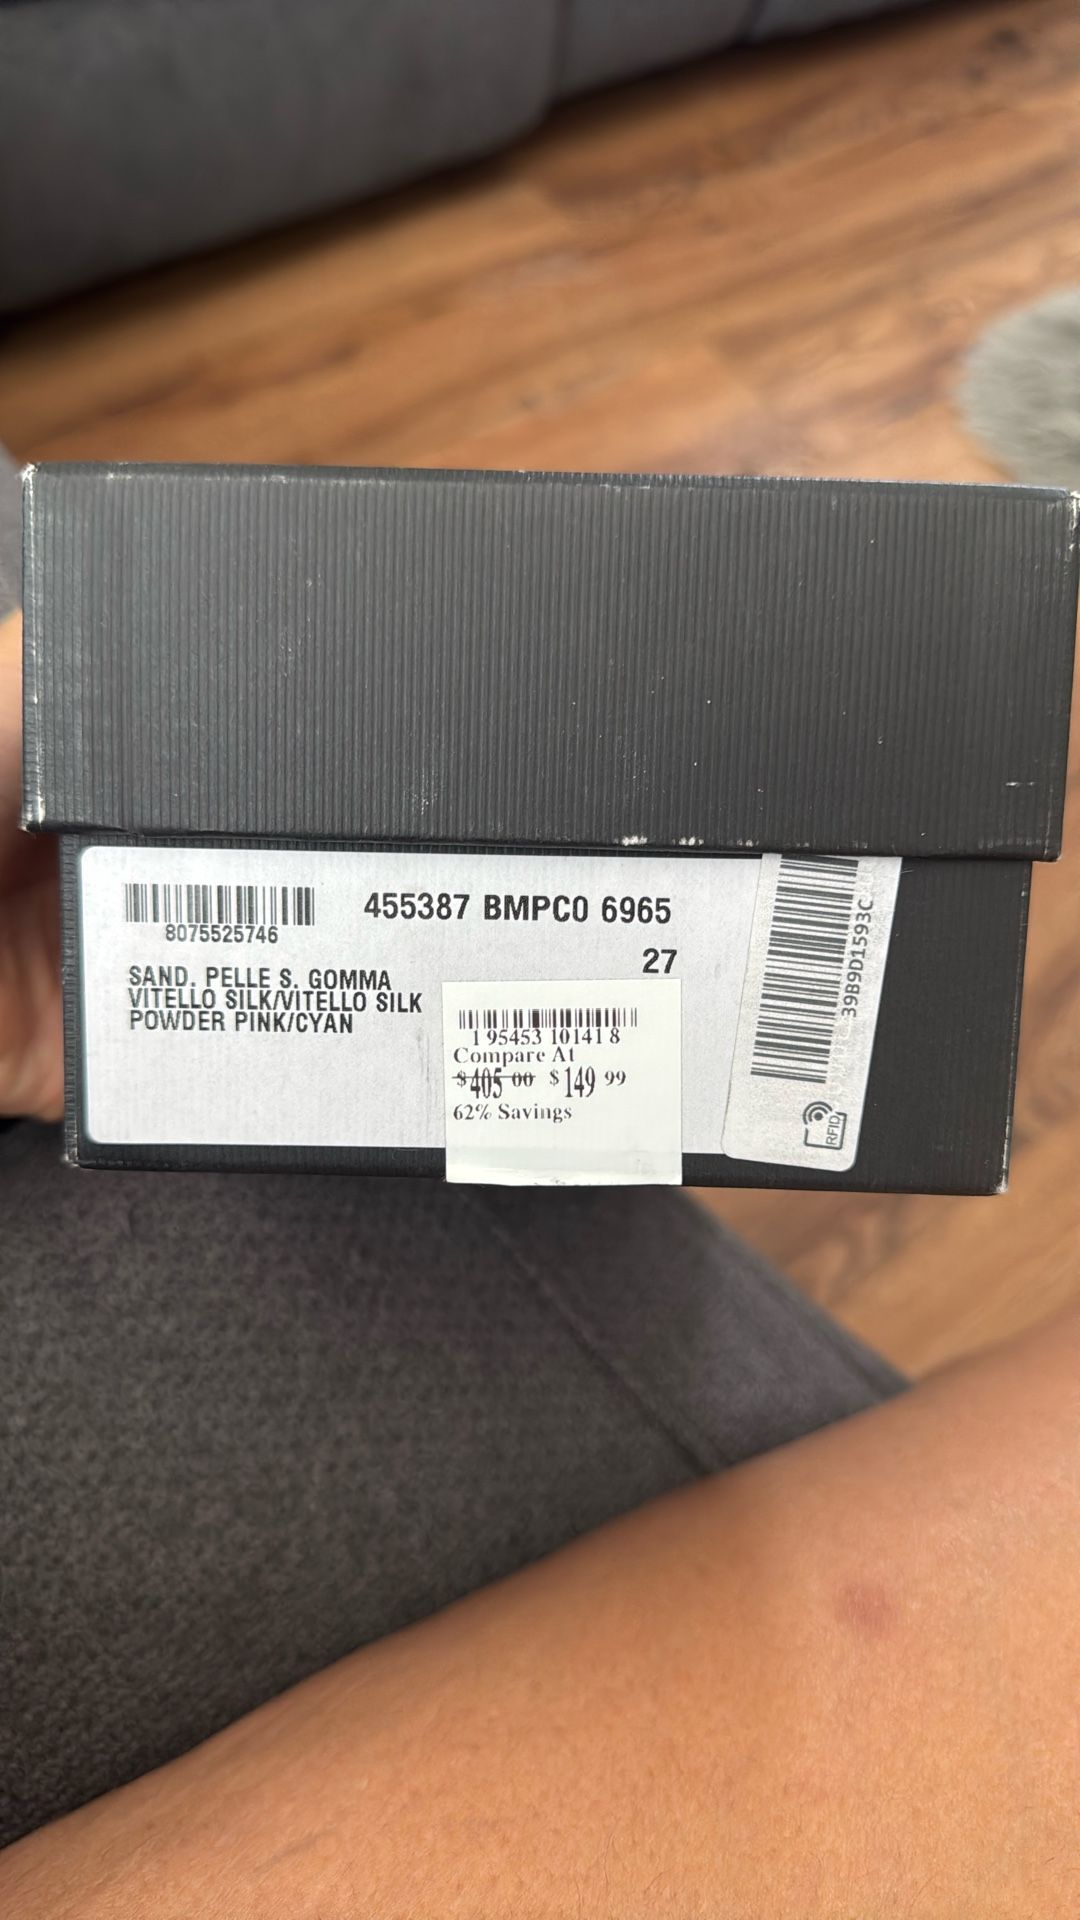 455387 BMPC0 6965
8075525746
27
SAND. PELLE S. GOMMA
VITELLO SILK/VITELLO SILK
POWDER PINK/CYAN
1 95453 10141 8
Compare At
$405 00 $149 99
62% Savings
39B9D1593C
RFID